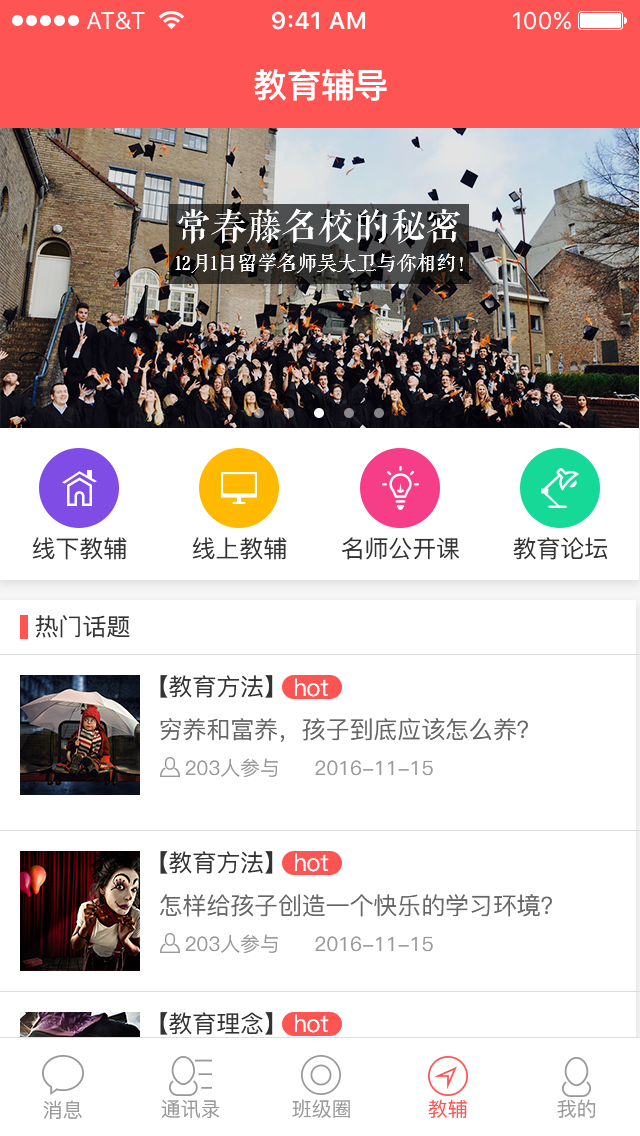 AT&T 9:41 AM 100%
教育辅导
常春藤名校的秘密
12月1日留学名师吴大卫与你相约!
线下教辅 线上教辅 名师公开课 教育论坛
热门话题
【教育方法】 hot
穷养和富养，孩子到底应该怎么养?
203人参与 2016-11-15
【教育方法】 hot
怎样给孩子创造一个快乐的学习环境?
203人参与 2016-11-15
【教育理念】 hot
消息 通讯录 班级圈 教辅 我的